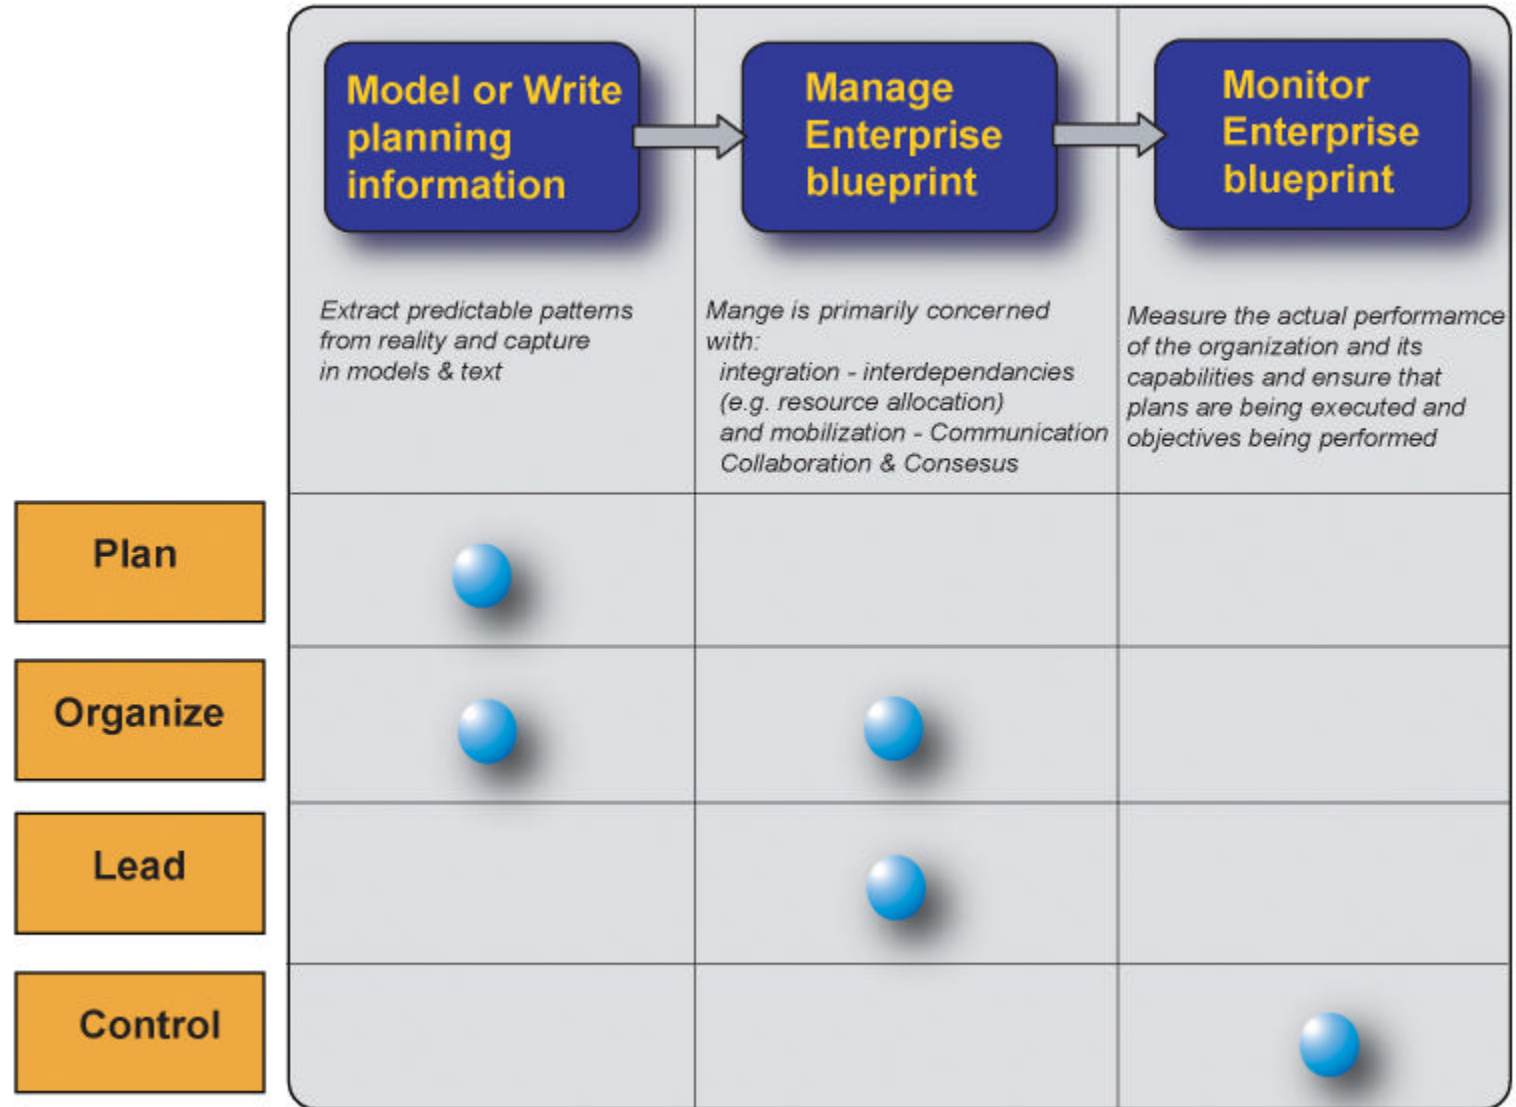 Model or Write
planning
information
Manage
Enterprise
blueprint
Monitor
Enterprise
blueprint
Extract predictable patterns
from reality and capture
in models & text
Mange is primarily concerned
with:
integration - interdependancies
(e.g. resource allocation)
and mobilization - Communication
Collaboration & Consesus
Measure the actual performamce
of the organization and its
capabilities and ensure that
plans are being executed and
objectives being performed
Plan
Organize
Lead
Control